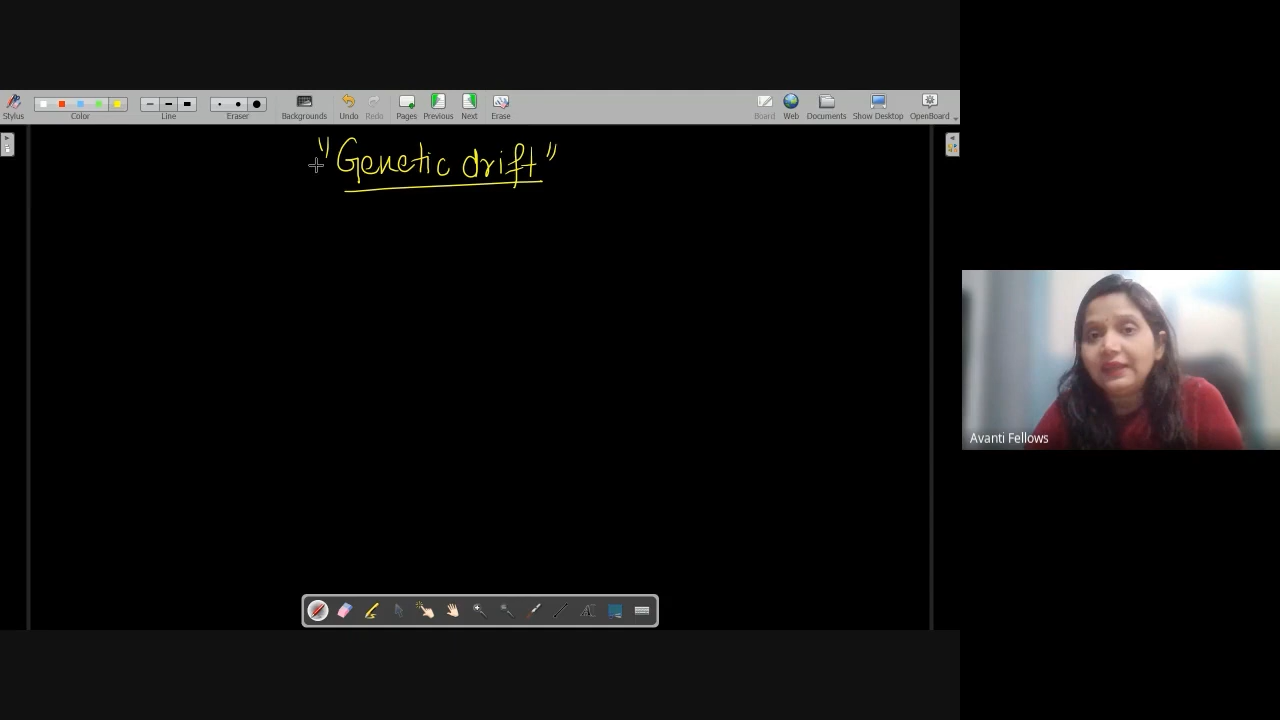 Stylus
Color
Line
Eraser
Backgrounds
Undo
Redo
Pages
Previous
Next
Erase
Board
Web
Documents
Show Desktop
OpenBoard
"Genetic drift"
Avanti Fellows